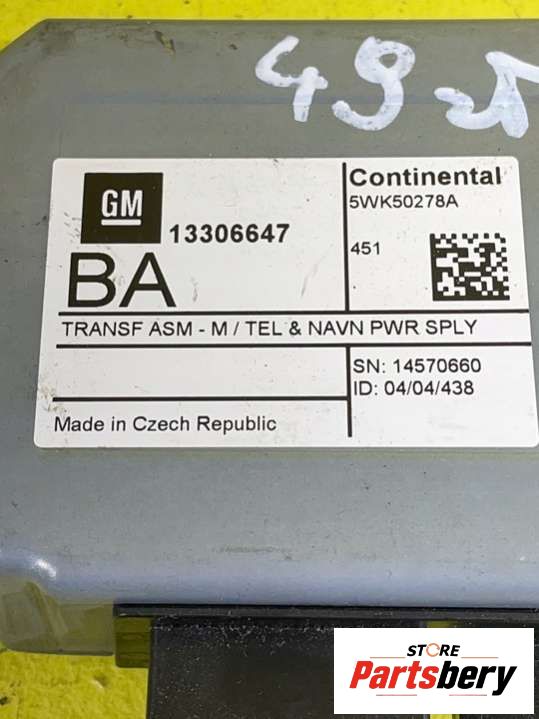 49
GM
13306647
BA
Continental
5WK50278A
451
TRANSF ASM - M / TEL & NAVN PWR SPLY
SN: 14570660
ID: 04/04/438
Made in Czech Republic
STORE
Partsbery